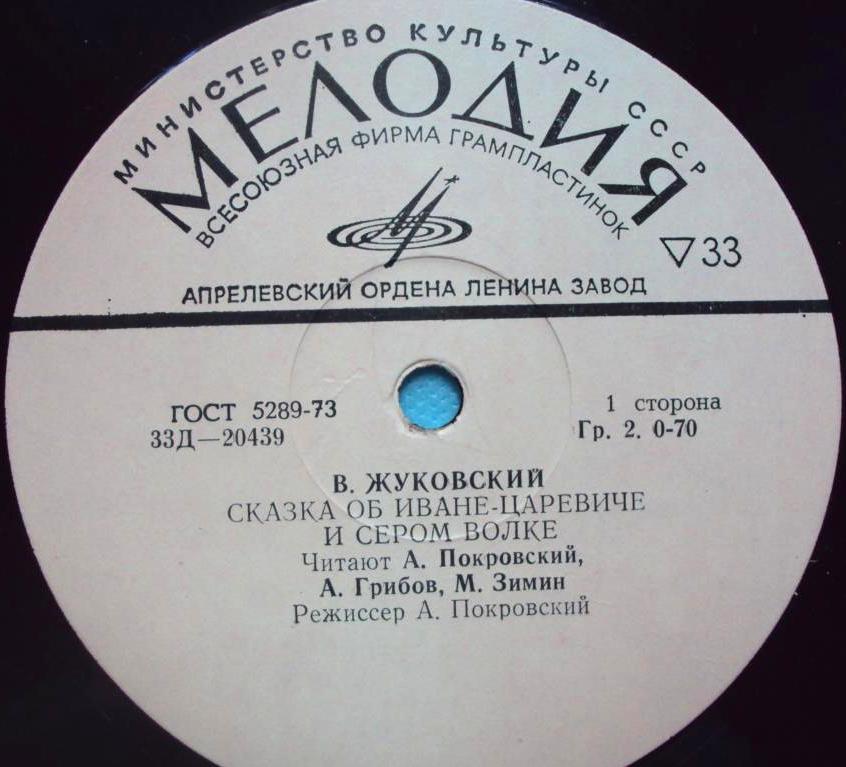 МИНИСТЕРСТВО КУЛЬТУРЫ СССР
МЕЛОДИЯ
ВСЕСОЮЗНАЯ ФИРМА ГРАМПЛАСТИНОК
▽33
АПРЕЛЕВСКИЙ ОРДЕНА ЛЕНИНА ЗАВОД
ГОСТ 5289-73
1 сторона
33Д—20439
Гр. 2. 0-70
В. ЖУКОВСКИЙ
СКАЗКА ОБ ИВАНЕ-ЦАРЕВИЧЕ
И СЕРОМ ВОЛКЕ
Читают А. Покровский,
А. Грибов, М. Зимин
Режиссер А. Покровский